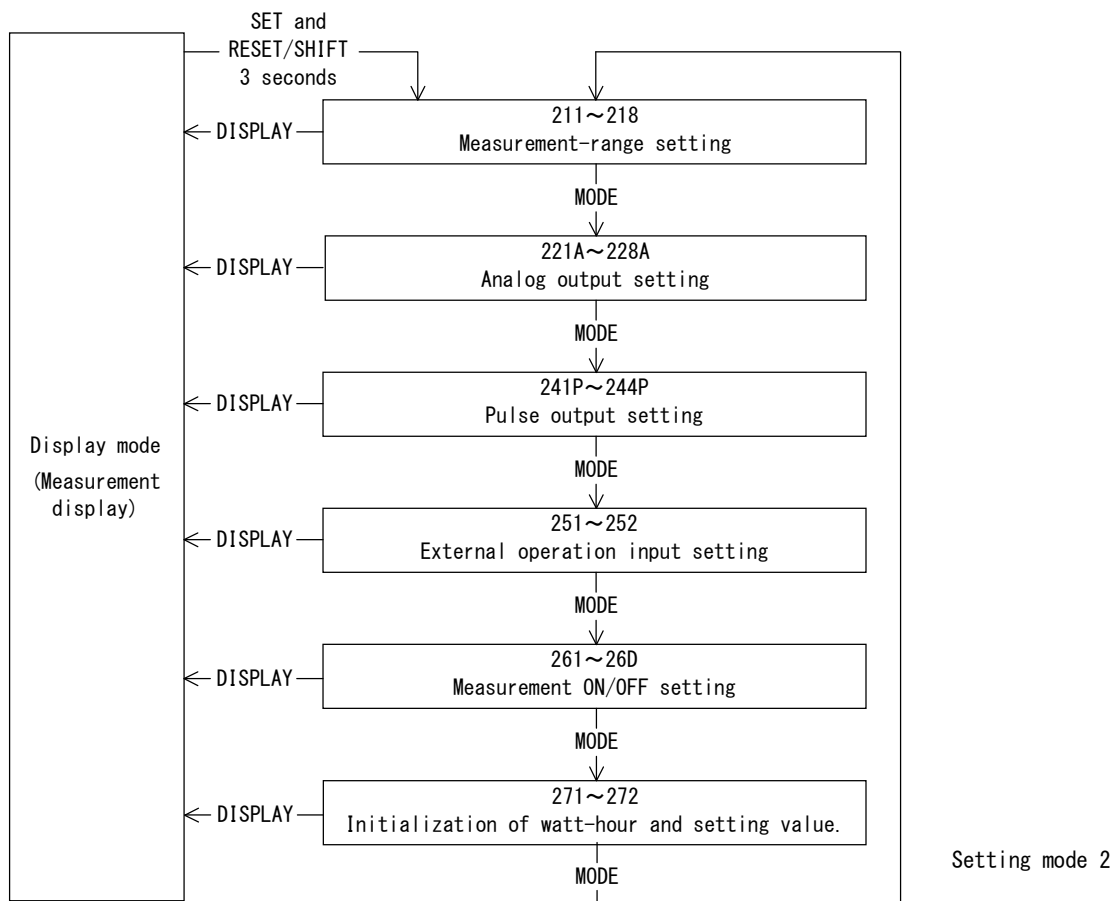 SET and
RESET/SHIFT
3 seconds
211～218
Measurement-range setting
DISPLAY
MODE
221A～228A
Analog output setting
DISPLAY
MODE
241P～244P
Pulse output setting
DISPLAY
MODE
Display mode
(Measurement
display)
251～252
External operation input setting
DISPLAY
MODE
261～26D
Measurement ON/OFF setting
DISPLAY
MODE
271～272
Initialization of watt-hour and setting value.
DISPLAY
MODE
Setting mode 2